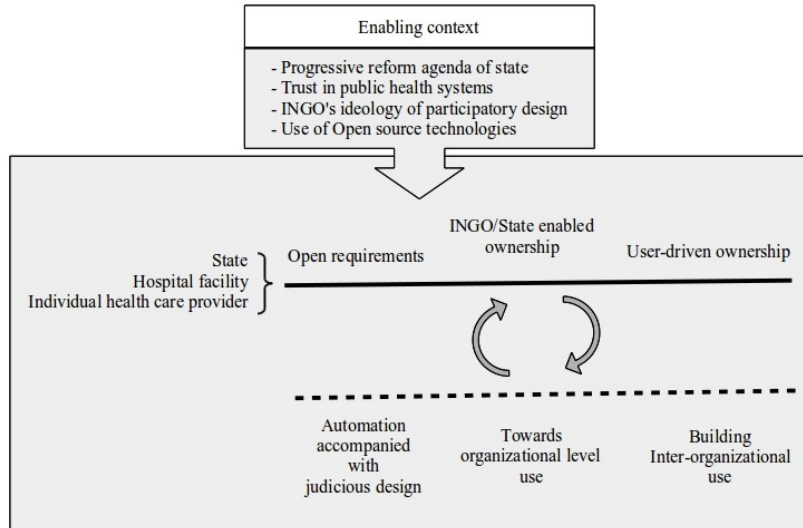 Enabling context
- Progressive reform agenda of state
- Trust in public health systems
- INGO's ideology of participatory design
- Use of Open source technologies
State
Hospital facility
Individual health care provider
Open requirements
INGO/State enabled
ownership
User-driven ownership
Automation
accompanied
with
judicious design
Towards
organizational level
use
Building
Inter-organizational
use